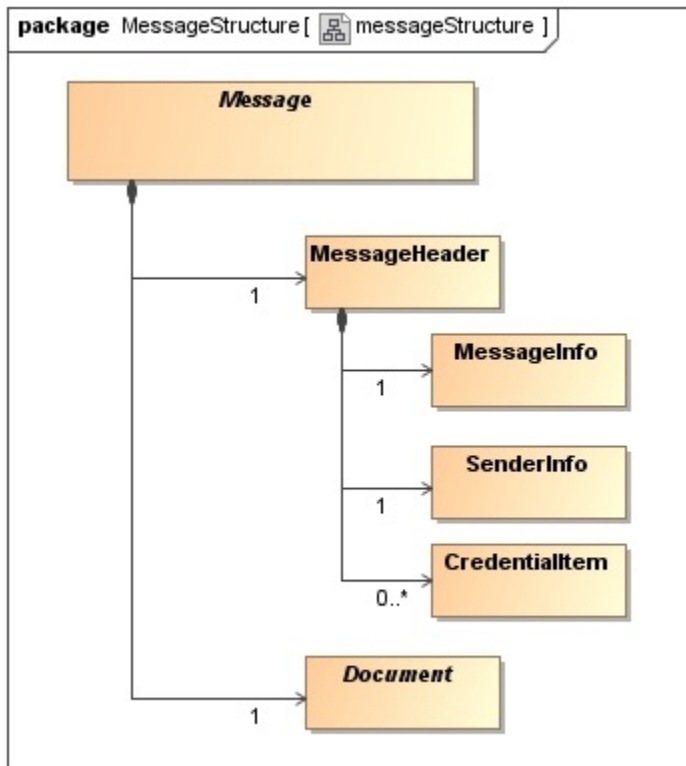 package MessageStructure[ messageStructure ]
Message
MessageHeader
1
MessageInfo
1
SenderInfo
1
CredentialItem
0..*
Document
1